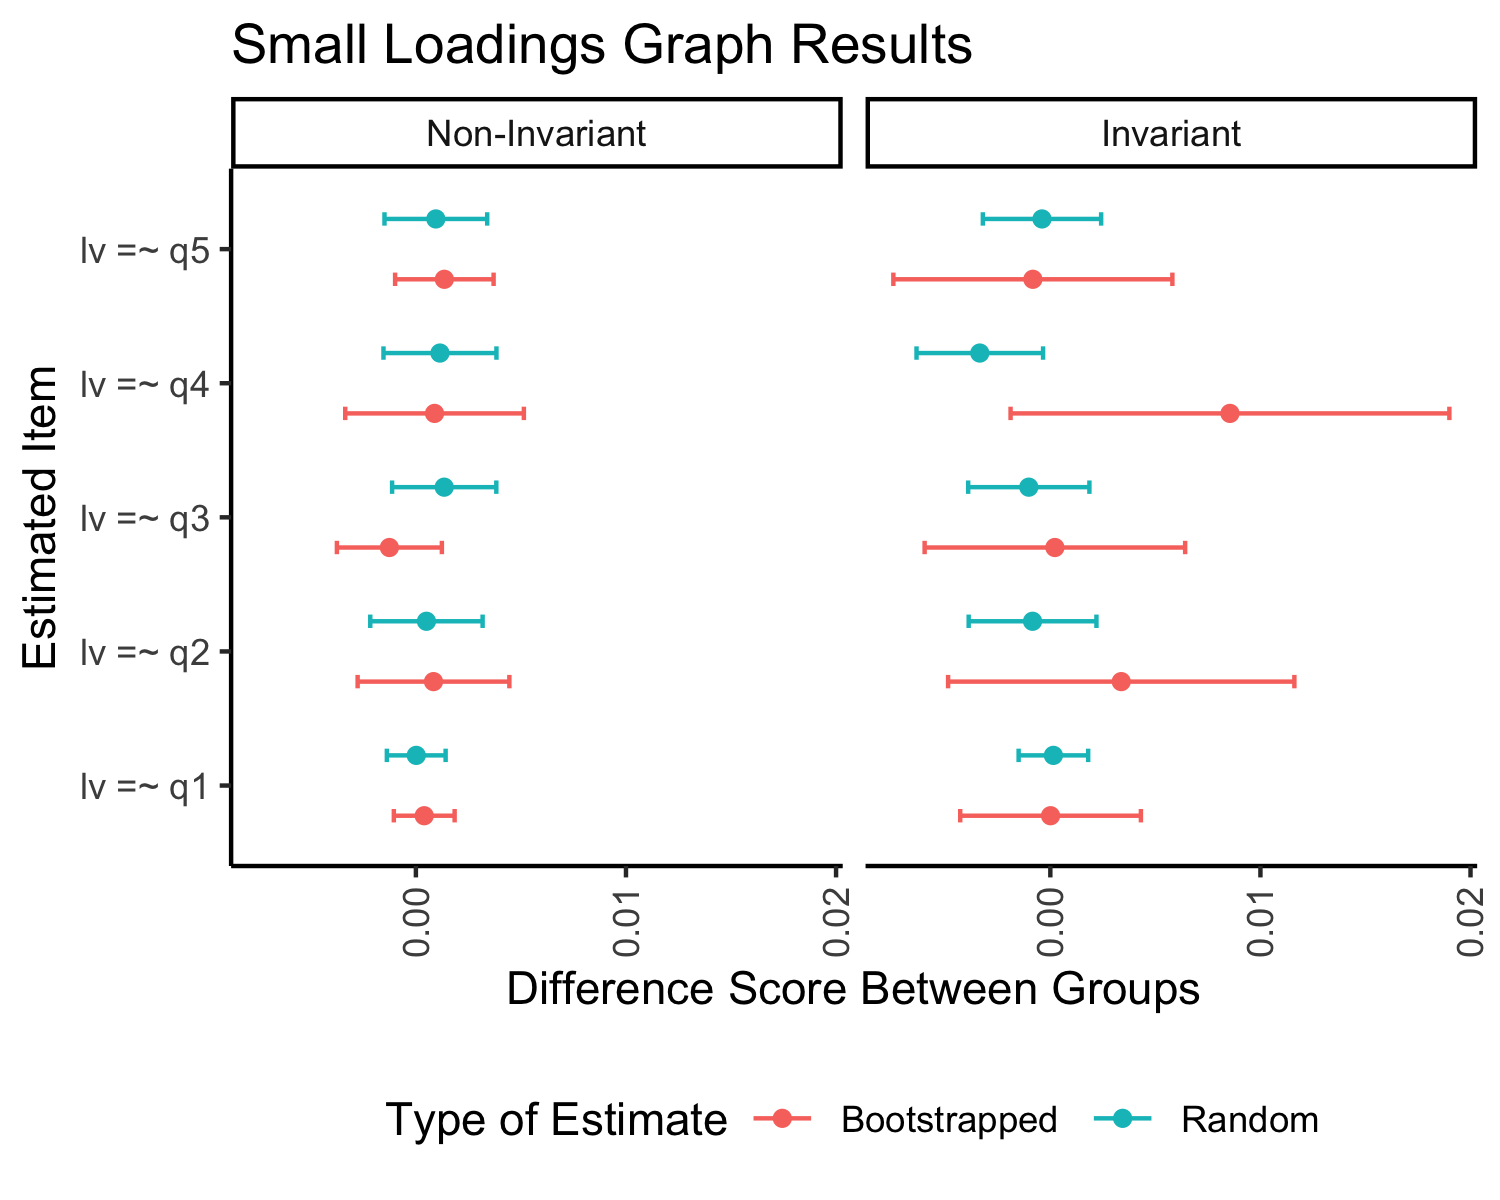 Small Loadings Graph Results
Non-Invariant
Invariant
Estimated Item
lv =~ q5
lv =~ q4
lv =~ q3
lv =~ q2
lv =~ q1
0.00
0.01
0.02
0.00
0.01
0.02
Difference Score Between Groups
Type of Estimate
Bootstrapped
Random